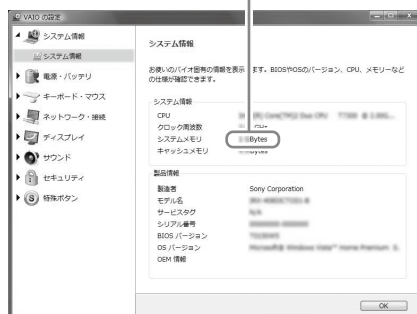 VAIO の設定
システム情報
システム情報
電源・バッテリ
キーボード・マウス
ネットワーク・接続
ディスプレイ
サウンド
セキュリティ
特殊ボタン
システム情報
お使いのバイオ固有の情報を表示 ます。BIOSやOSのバージョン、CPU、メモリーなど
の仕様が確認できます。
システム情報
CPU
クロック周波数 GHz
システムメモリ Bytes
キャッシュメモリ Bytes
製品情報
製造者 Sony Corporation
モデル名
サービスタグ N/A
シリアル番号
BIOS バージョン
OS バージョン
OEM 情報
OK